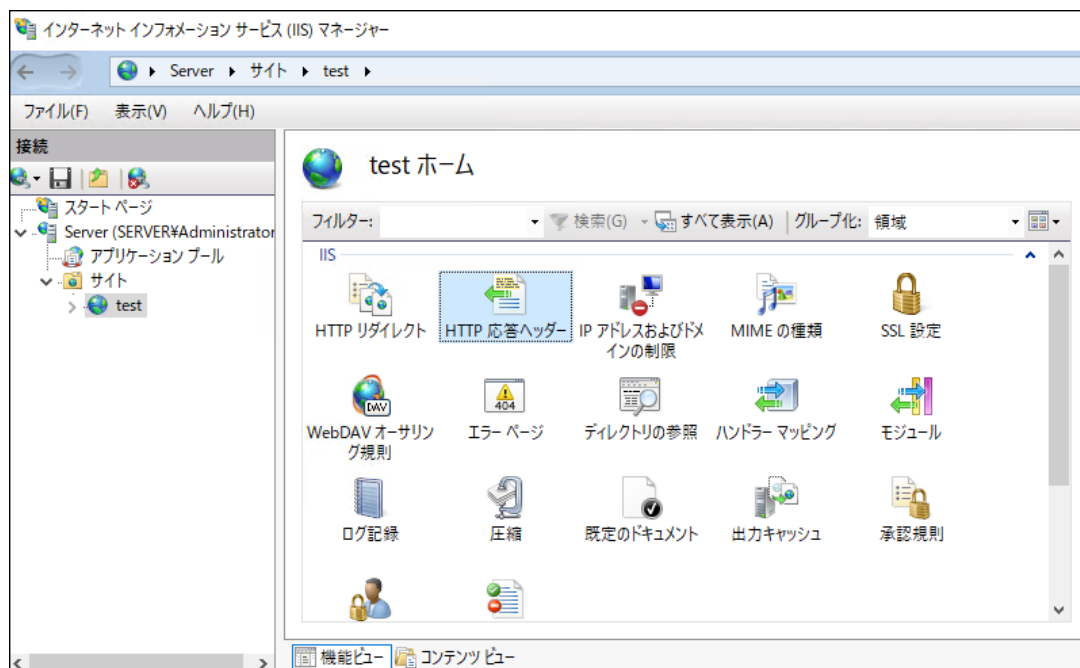 インターネット インフォメーション サービス (IIS) マネージャー
Server サイト test
ファイル(F) 表示(V) ヘルプ(H)
接続
スタート ページ
Server (SERVER¥Administrator
アプリケーション プール
サイト
test
test ホーム
フィルター: 検索(G) すべて表示(A) グループ化: 領域
IIS
HTTP リダイレクト
HTTP 応答ヘッダー
IP アドレスおよびドメ
インの制限
MIME の種類
SSL 設定
WebDAV オーサリン
グ規則
DAV
エラー ページ
404
ディレクトリの参照
ハンドラー マッピング
モジュール
ログ記録
圧縮
既定のドキュメント
出力キャッシュ
承認規則
機能ビュー コンテンツ ビュー